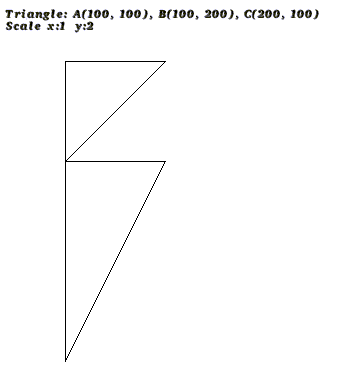 Triangle: A(100, 100), B(100, 200), C(200, 100)
Scale x:1 y:2